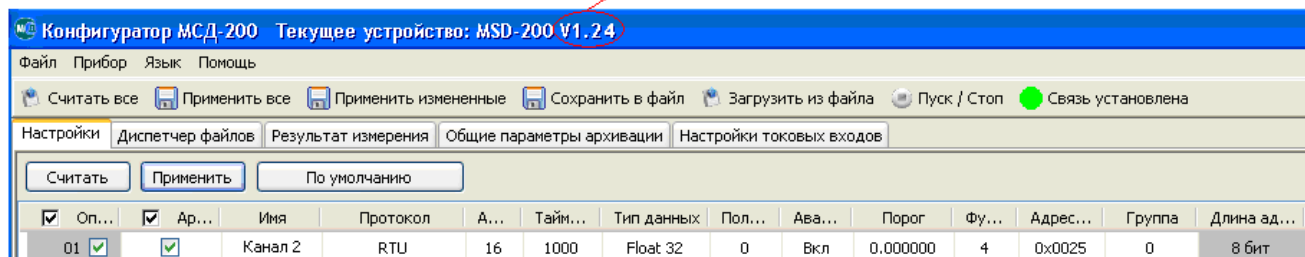 Конфигуратор МСД-200 Текущее устройство: MSD-200 V1.24
Файл Прибор Язык Помощь
Считать все Применить все Применить измененные Сохранить в файл Загрузить из файла Пуск / Стоп Связь установлена
Настройки Диспетчер файлов Результат измерения Общие параметры архивации Настройки токовых входов
Считать Применить По умолчанию
Оп... Ар... Имя Протокол А... Тайм... Тип данных Пол... Ава... Порог Фу... Адрес... Группа Длина ад...
01 Канал 2 RTU 16 1000 Float 32 0 Вкл 0.000000 4 0x0025 0 8 бит